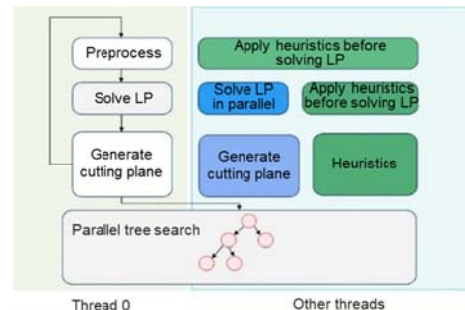 Preprocess
Apply heuristics before
solving LP
Solve LP
Solve LP
in parallel
Apply heuristics
before solving LP
Generate
cutting plane
Generate
cutting plane
Heuristics
Parallel tree search
Thread 0
Other threads